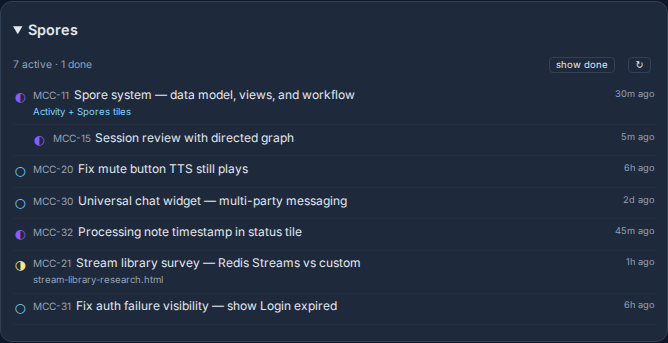 ▼ Spores
7 active · 1 done show done ↻
MCC-11 Spore system — data model, views, and workflow 30m ago
Activity + Spores tiles
MCC-15 Session review with directed graph 5m ago
MCC-20 Fix mute button TTS still plays 6h ago
MCC-30 Universal chat widget — multi-party messaging 2d ago
MCC-32 Processing note timestamp in status tile 45m ago
MCC-21 Stream library survey — Redis Streams vs custom 1h ago
stream-library-research.html
MCC-31 Fix auth failure visibility — show Login expired 6h ago